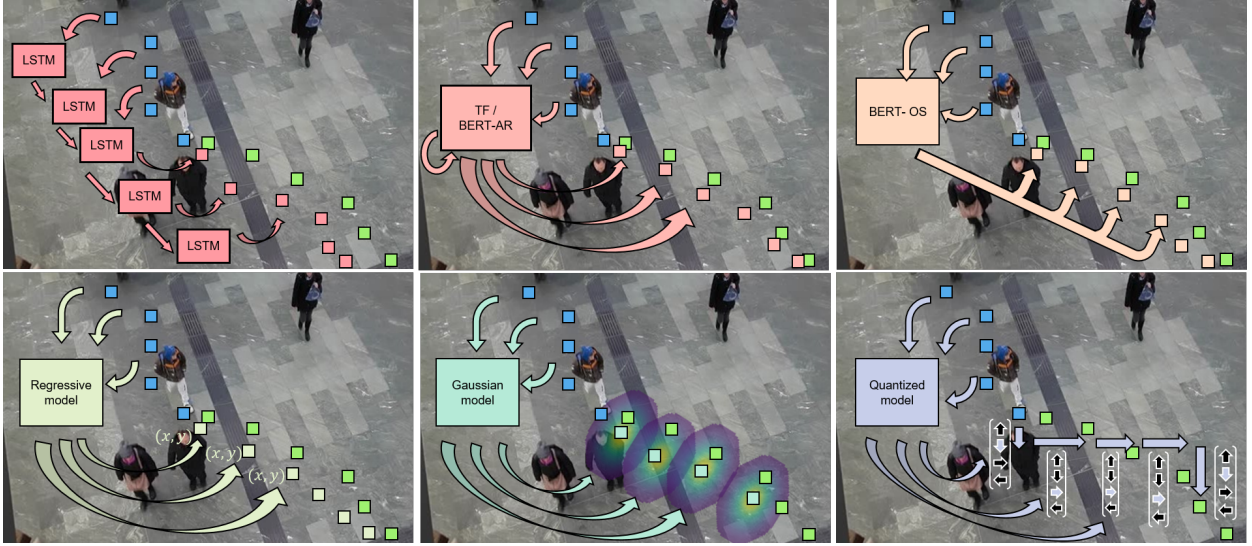 LSTM
LSTM
LSTM
LSTM
LSTM
TF /
BERT-AR
BERT- OS
Regressive
model
(x, y)
(x, y)
(x, y)
Gaussian
model
Quantized
model